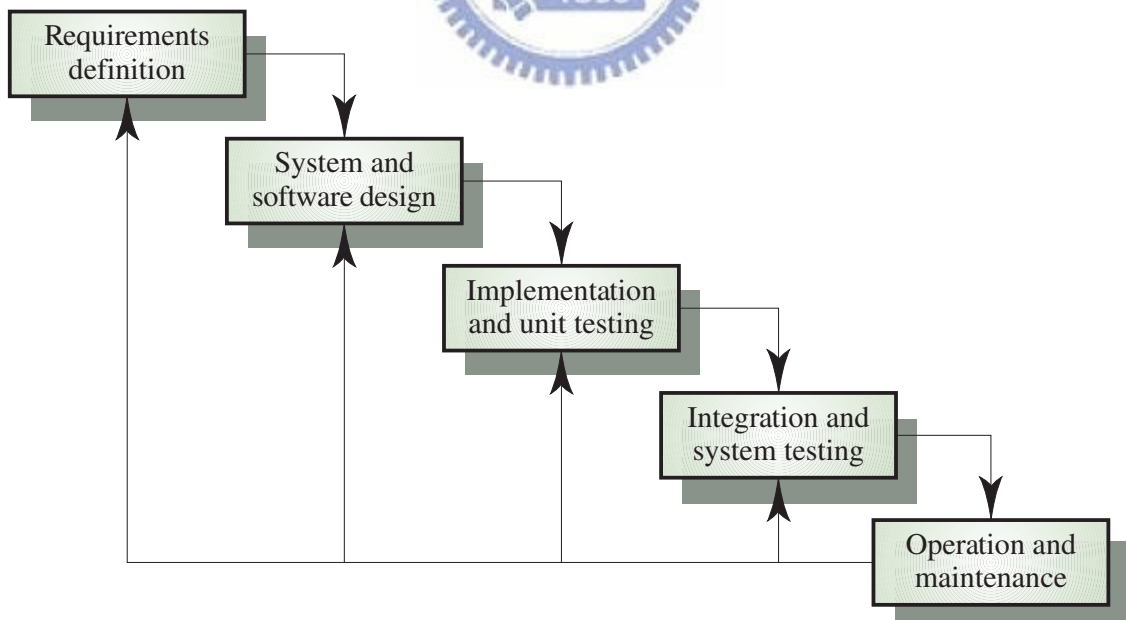 Requirements
definition
System and
software design
Implementation
and unit testing
Integration and
system testing
Operation and
maintenance